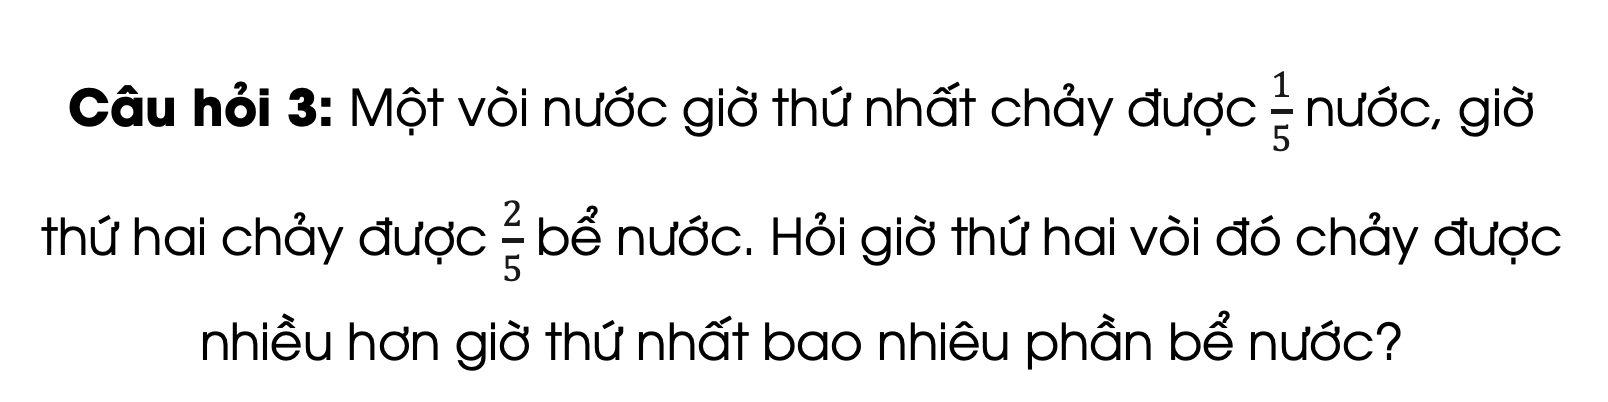 Câu hỏi 3: Một vòi nước giờ thứ nhất chảy được 1/5 nước, giờ
thứ hai chảy được 2/5 bể nước. Hỏi giờ thứ hai vòi đó chảy được
nhiều hơn giờ thứ nhất bao nhiêu phần bể nước?